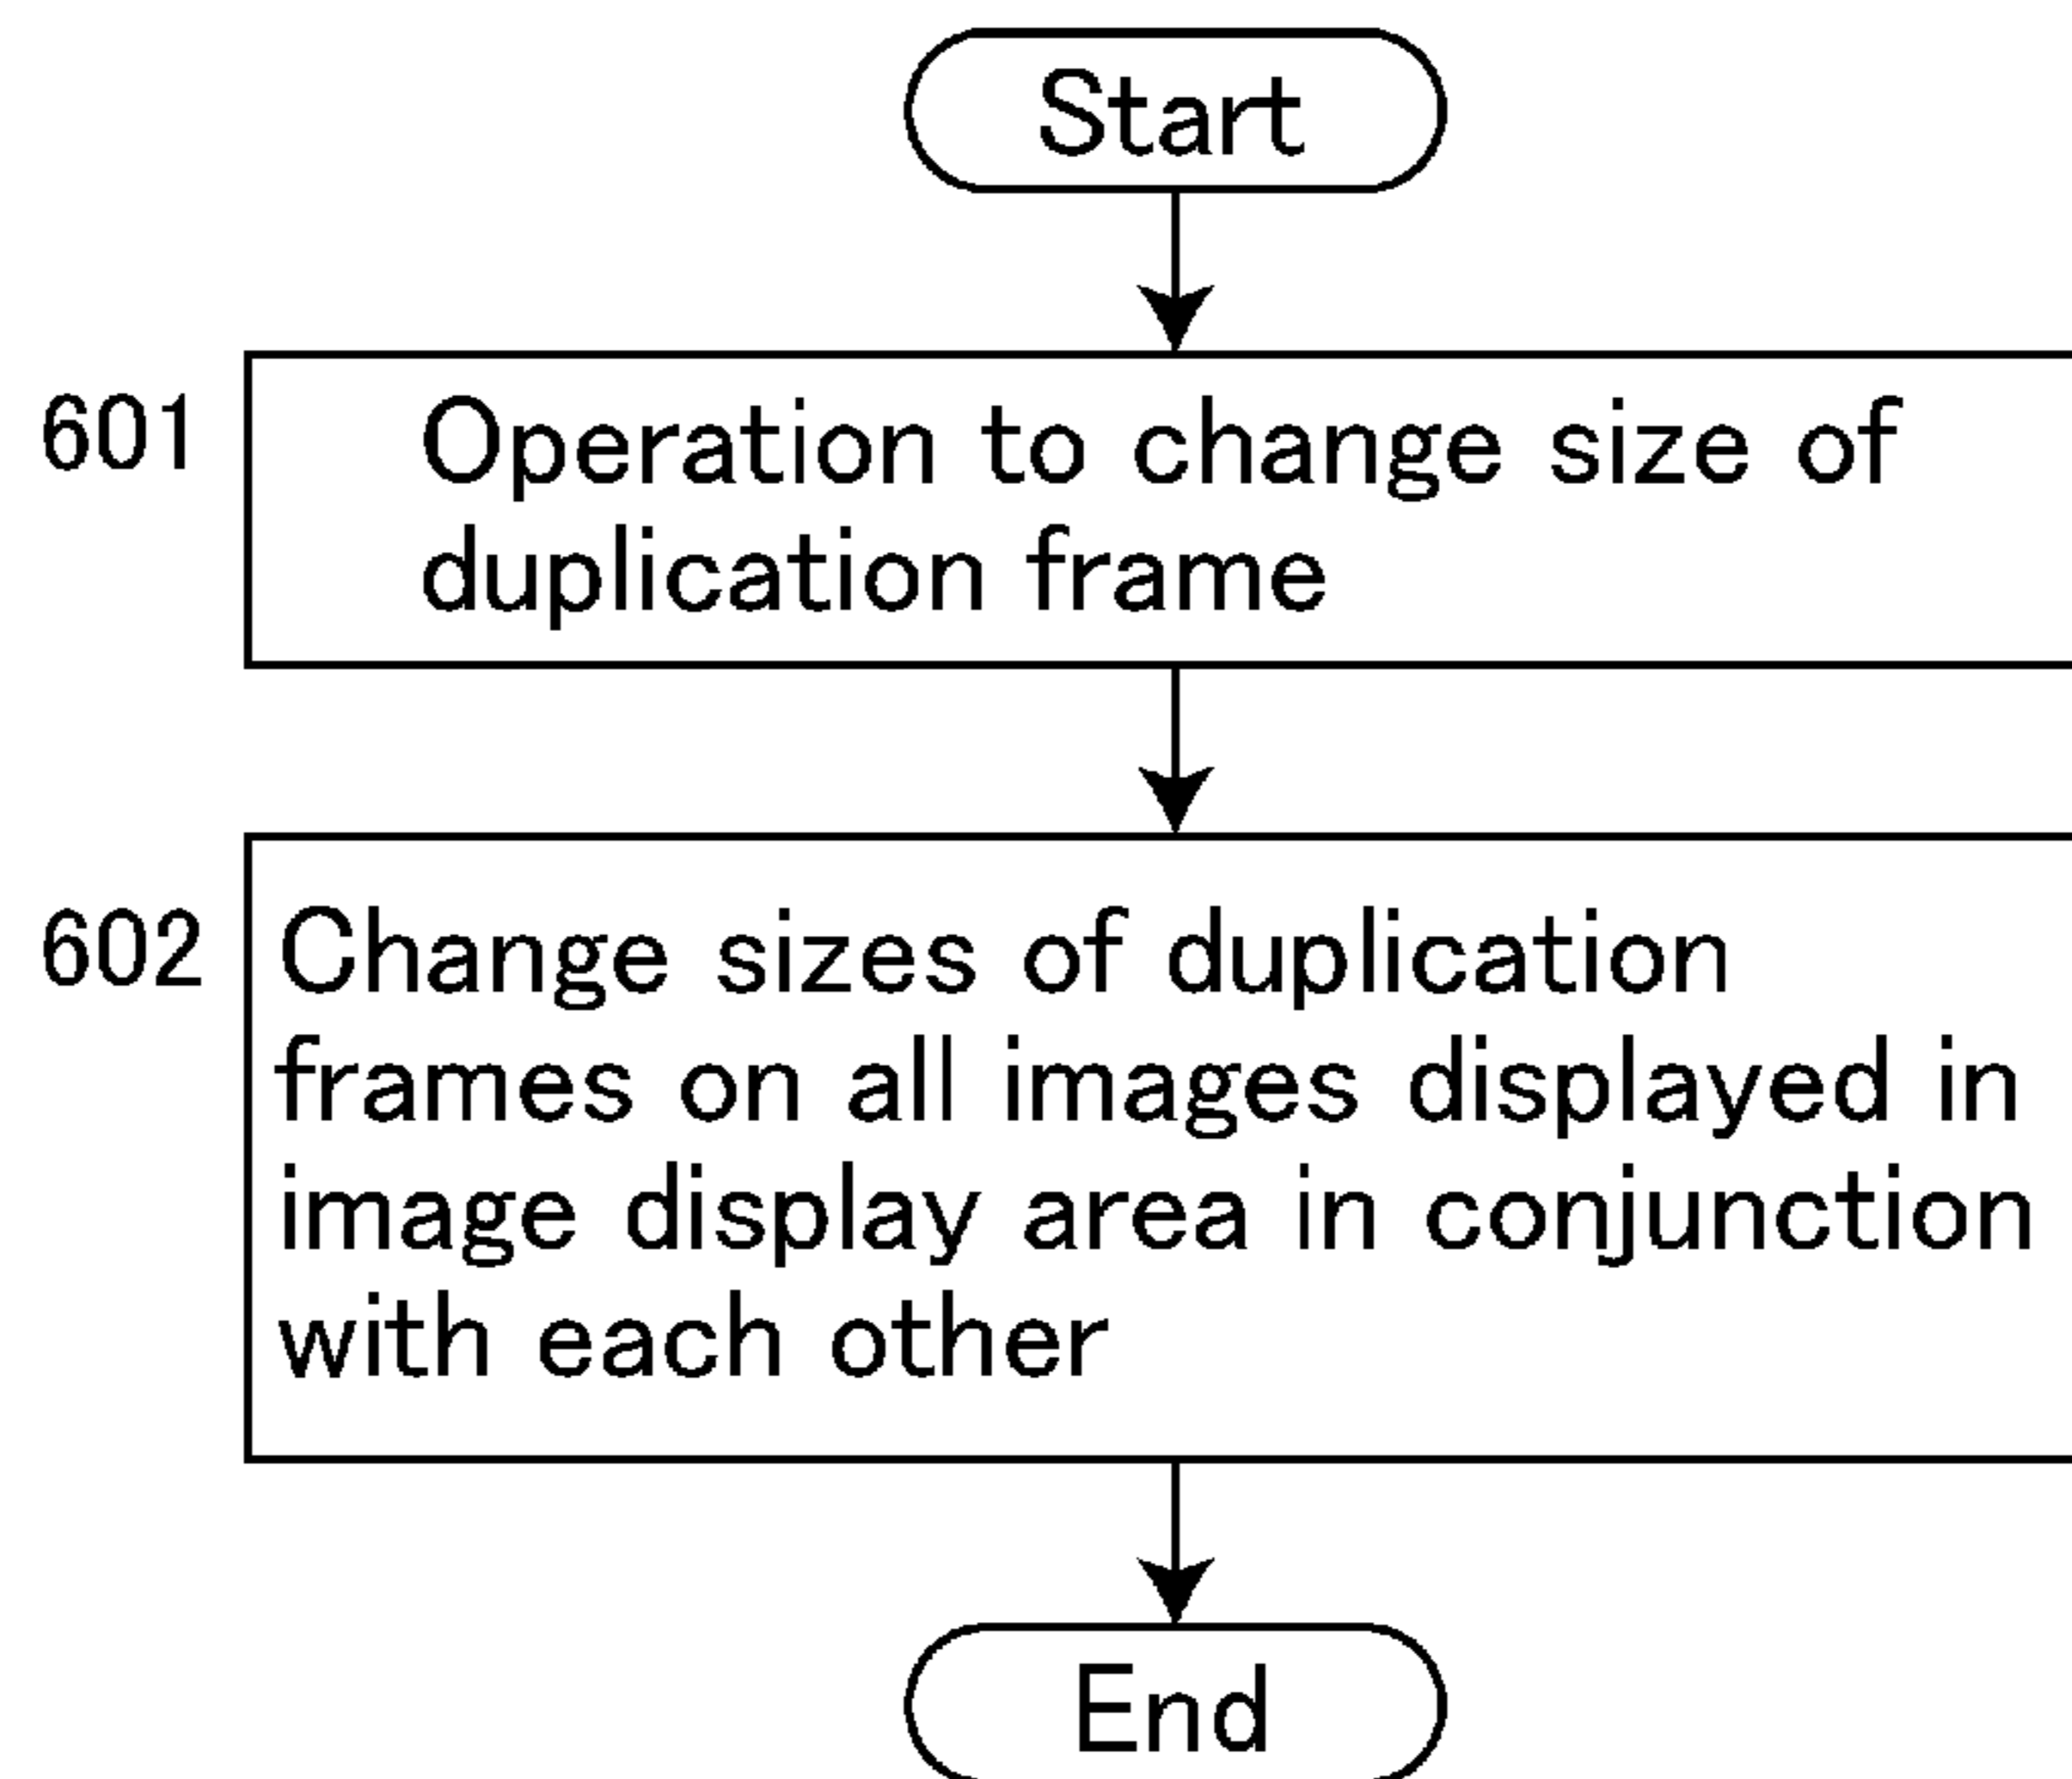 Start
601
Operation to change size of
duplication frame
602
Change sizes of duplication
frames on all images displayed in
image display area in conjunction
with each other
End